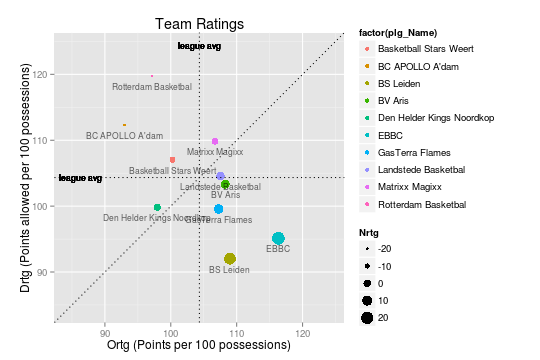 Team Ratings
Drtg (Points allowed per 100 possessions)
120
110
100
90
league avg
league avg
Rotterdam Basketbal
BC APOLLO A'dam
Matrixx Magixx
Basketball Stars Weert
Landstede Basketbal
BV Aris
Den Helder Kings Noordkop
GasTerra Flames
EBBC
BS Leiden
90
100
110
120
Ortg (Points per 100 possessions)
factor(plg_Name)
Basketball Stars Weert
BC APOLLO A'dam
BS Leiden
BV Aris
Den Helder Kings Noordkop
EBBC
GasTerra Flames
Landstede Basketbal
Matrixx Magixx
Rotterdam Basketbal
Nrtg
-20
-10
0
10
20